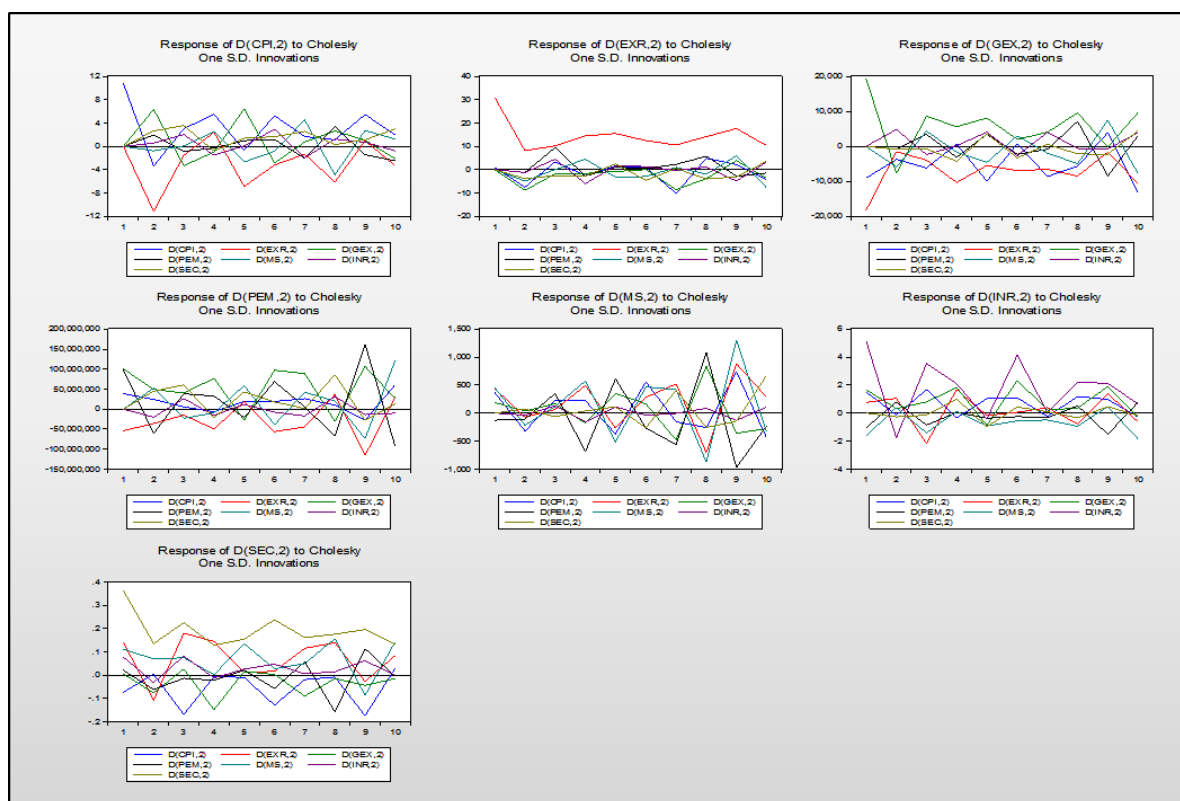 Response of D(CPI,2) to Cholesky
One S.D. Innovations
12
8
4
0
-4
-8
-12
1 2 3 4 5 6 7 8 9 10
D(CPI,2) D(EXR,2) D(GEX,2)
D(PEM,2) D(MS,2) D(INR,2)
D(SEC,2)
Response of D(EXR,2) to Cholesky
One S.D. Innovations
40
30
20
10
0
-10
-20
1 2 3 4 5 6 7 8 9 10
D(CPI,2) D(EXR,2) D(GEX,2)
D(PEM,2) D(MS,2) D(INR,2)
D(SEC,2)
Response of D(GEX,2) to Cholesky
One S.D. Innovations
20,000
10,000
0
-10,000
-20,000
1 2 3 4 5 6 7 8 9 10
D(CPI,2) D(EXR,2) D(GEX,2)
D(PEM,2) D(MS,2) D(INR,2)
D(SEC,2)
Response of D(PEM,2) to Cholesky
One S.D. Innovations
200,000,000
150,000,000
100,000,000
50,000,000
0
-50,000,000
-100,000,000
-150,000,000
1 2 3 4 5 6 7 8 9 10
D(CPI,2) D(EXR,2) D(GEX,2)
D(PEM,2) D(MS,2) D(INR,2)
D(SEC,2)
Response of D(MS,2) to Cholesky
One S.D. Innovations
1,500
1,000
500
0
-500
-1,000
1 2 3 4 5 6 7 8 9 10
D(CPI,2) D(EXR,2) D(GEX,2)
D(PEM,2) D(MS,2) D(INR,2)
D(SEC,2)
Response of D(INR,2) to Cholesky
One S.D. Innovations
6
4
2
0
-2
-4
1 2 3 4 5 6 7 8 9 10
D(CPI,2) D(EXR,2) D(GEX,2)
D(PEM,2) D(MS,2) D(INR,2)
D(SEC,2)
Response of D(SEC,2) to Cholesky
One S.D. Innovations
.4
.3
.2
.1
.0
-.1
-.2
1 2 3 4 5 6 7 8 9 10
D(CPI,2) D(EXR,2) D(GEX,2)
D(PEM,2) D(MS,2) D(INR,2)
D(SEC,2)